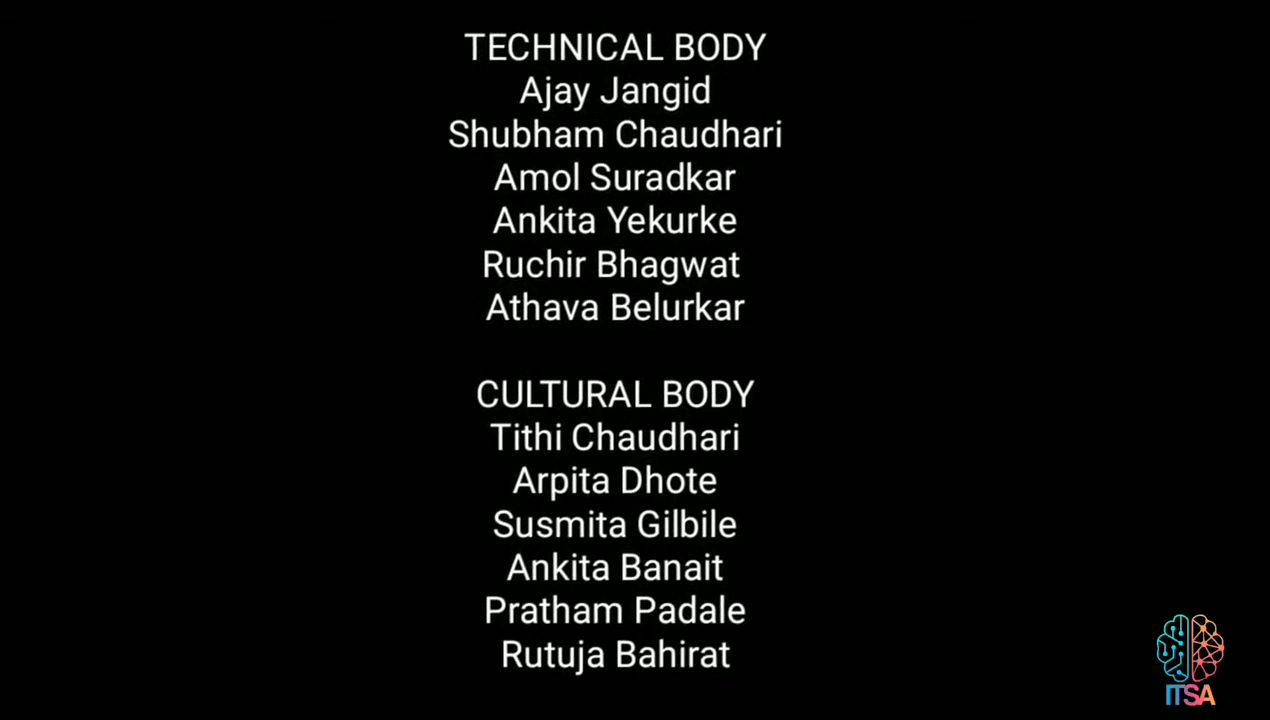 TECHNICAL BODY
Ajay Jangid
Shubham Chaudhari
Amol Suradkar
Ankita Yekurke
Ruchir Bhagwat
Athava Belurkar
CULTURAL BODY
Tithi Chaudhari
Arpita Dhote
Susmita Gilbile
Ankita Banait
Pratham Padale
Rutuja Bahirat
ITSA